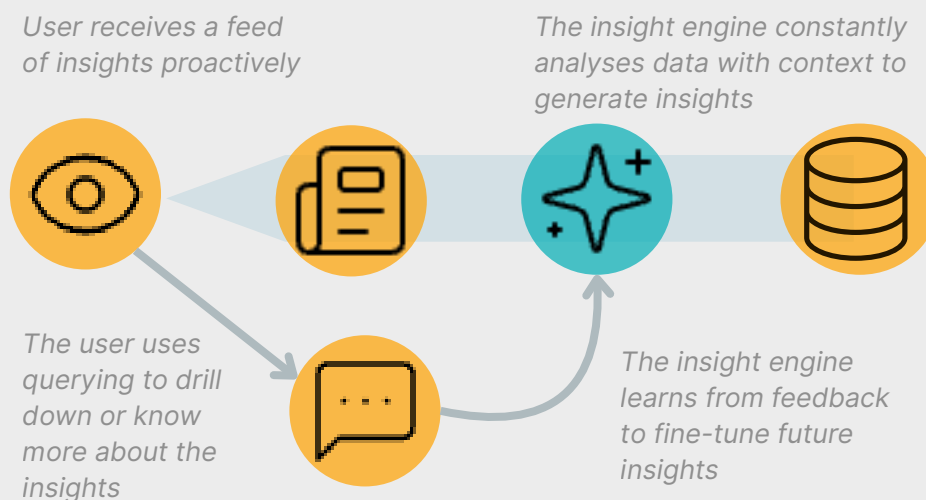 User receives a feed
of insights proactively
The insight engine constantly
analyses data with context to
generate insights
The user uses
querying to drill
down or know
more about the
insights
The insight engine
learns from feedback
to fine-tune future
insights